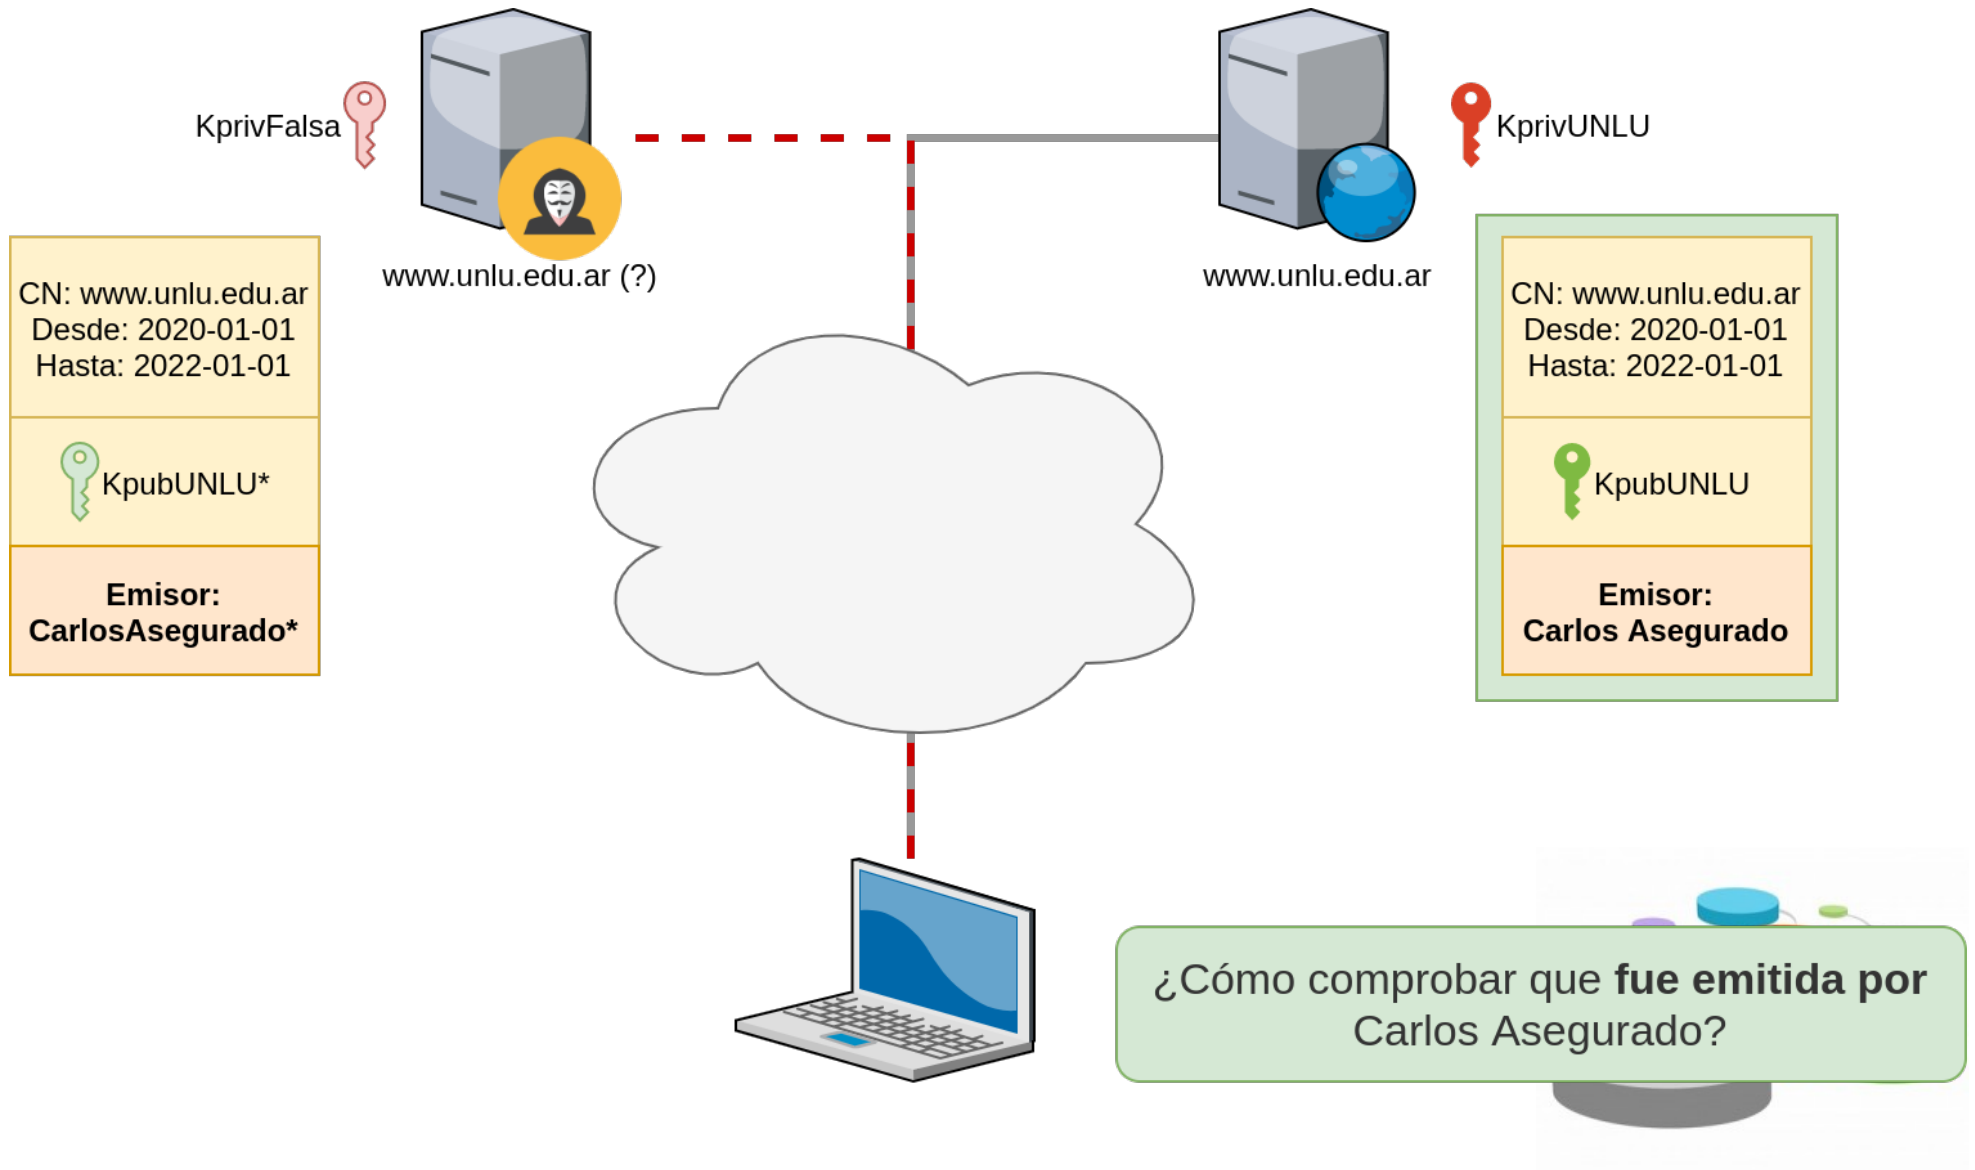 KprivFalsa
KprivUNLU
www.unlu.edu.ar (?)
www.unlu.edu.ar
CN: www.unlu.edu.ar
Desde: 2020-01-01
Hasta: 2022-01-01
KpubUNLU*
Emisor:
CarlosAsegurado*
CN: www.unlu.edu.ar
Desde: 2020-01-01
Hasta: 2022-01-01
KpubUNLU
Emisor:
Carlos Asegurado
¿Cómo comprobar que fue emitida por
Carlos Asegurado?